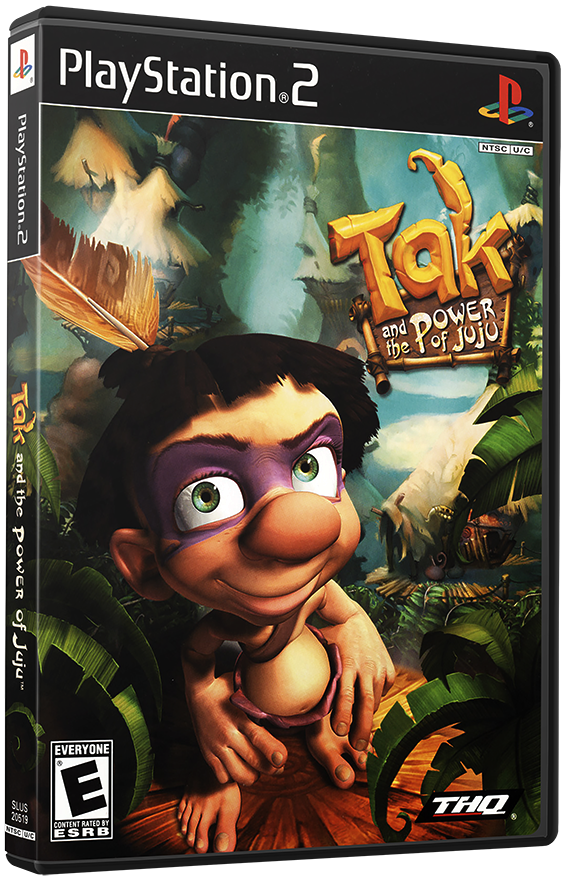 PlayStation®2
NTSC U/C
Tak
and the Power of Juju
EVERYONE
E
®
CONTENT RATED BY
ESRB
THQ
®
PlayStation®2
Tak and the Power of Juju™
SLUS
20519
NTSC U/C